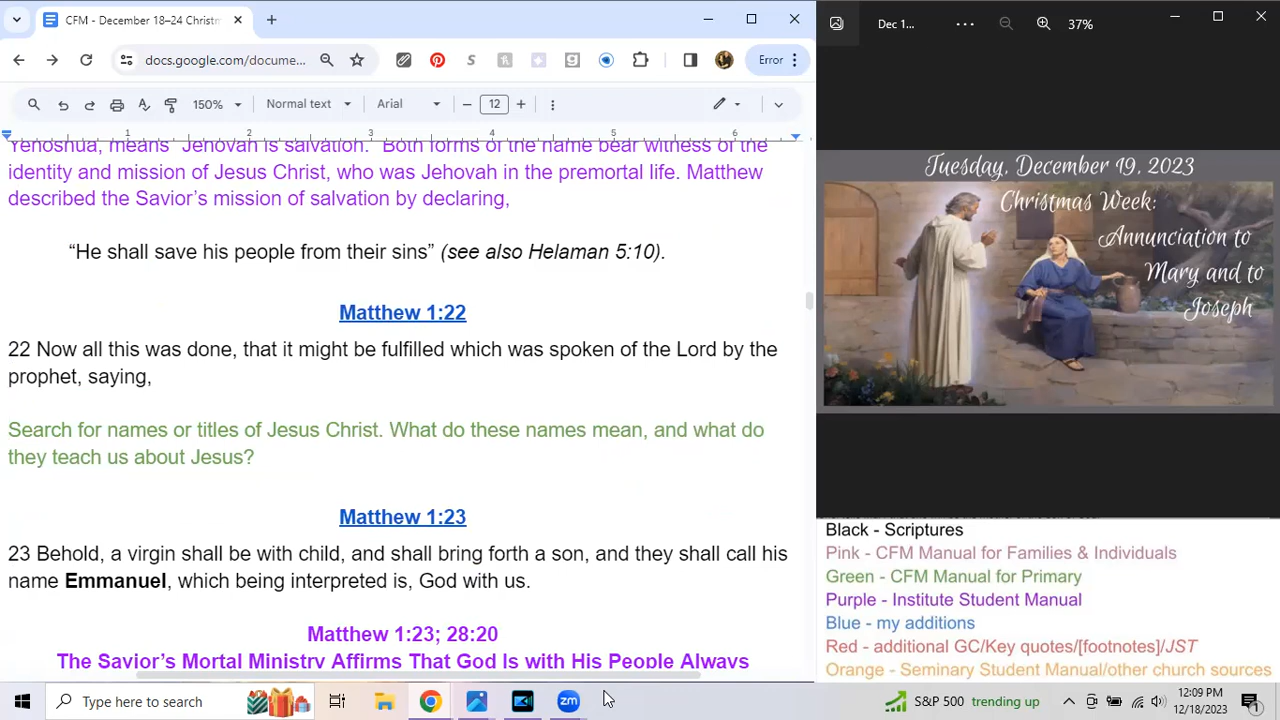 CFM - December 18–24 Christm
docs.google.com/docume...
Error
150%
Normal text
Arial
12
1
2
3
4
5
6
means "Jehovah is salvation." Both forms of the name bear witness of the
identity and mission of Jesus Christ, who was Jehovah in the premortal life. Matthew
described the Savior's mission of salvation by declaring,
“He shall save his people from their sins” (see also Helaman 5:10).
Matthew 1:22
22 Now all this was done, that it might be fulfilled which was spoken of the Lord by the
prophet, saying,
Search for names or titles of Jesus Christ. What do these names mean, and what do
they teach us about Jesus?
Matthew 1:23
23 Behold, a virgin shall be with child, and shall bring forth a son, and they shall call his
name Emmanuel, which being interpreted is, God with us.
Matthew 1:23; 28:20
The Savior’s Mortal Ministry Affirms That God Is with His People Always
Dec 1...
37%
Tuesday, December 19, 2023
Christmas Week:
Annunciation to
Mary and to
Joseph
Black - Scriptures
Pink - CFM Manual for Families & Individuals
Green - CFM Manual for Primary
Purple - Institute Student Manual
Blue - my additions
Red - additional GC/Key quotes/[footnotes]/JST
Orange - Seminary Student Manual/other church sources
Type here to search
zm
S&P 500 trending up
12:09 PM
12/18/2023
1